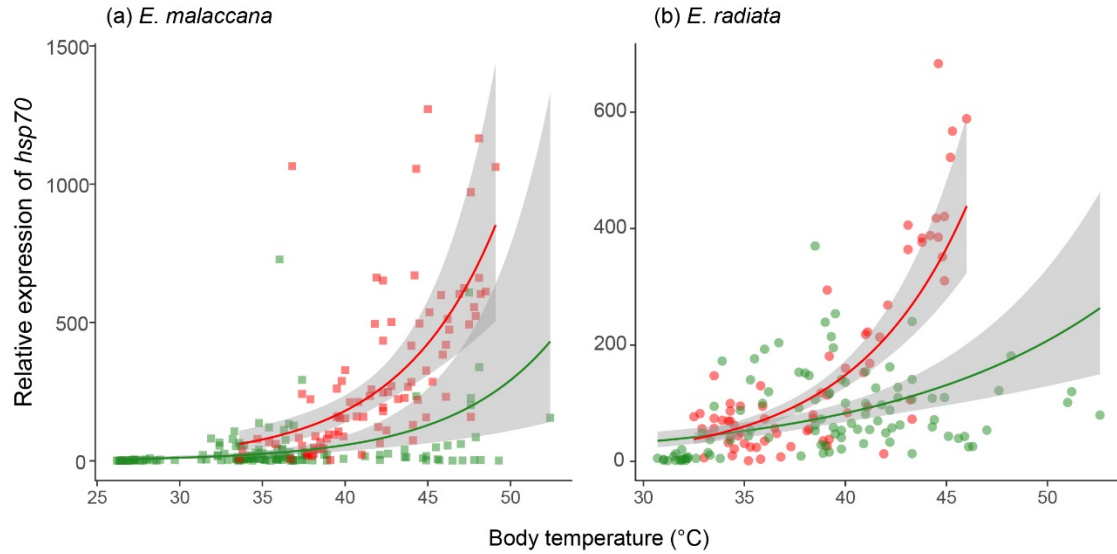 (a) E. malaccana
(b) E. radiata
Relative expression of hsp70
1500
1000
500
0
25 30 35 40 45 50
600
400
200
0
30 35 40 45 50
Body temperature (°C)